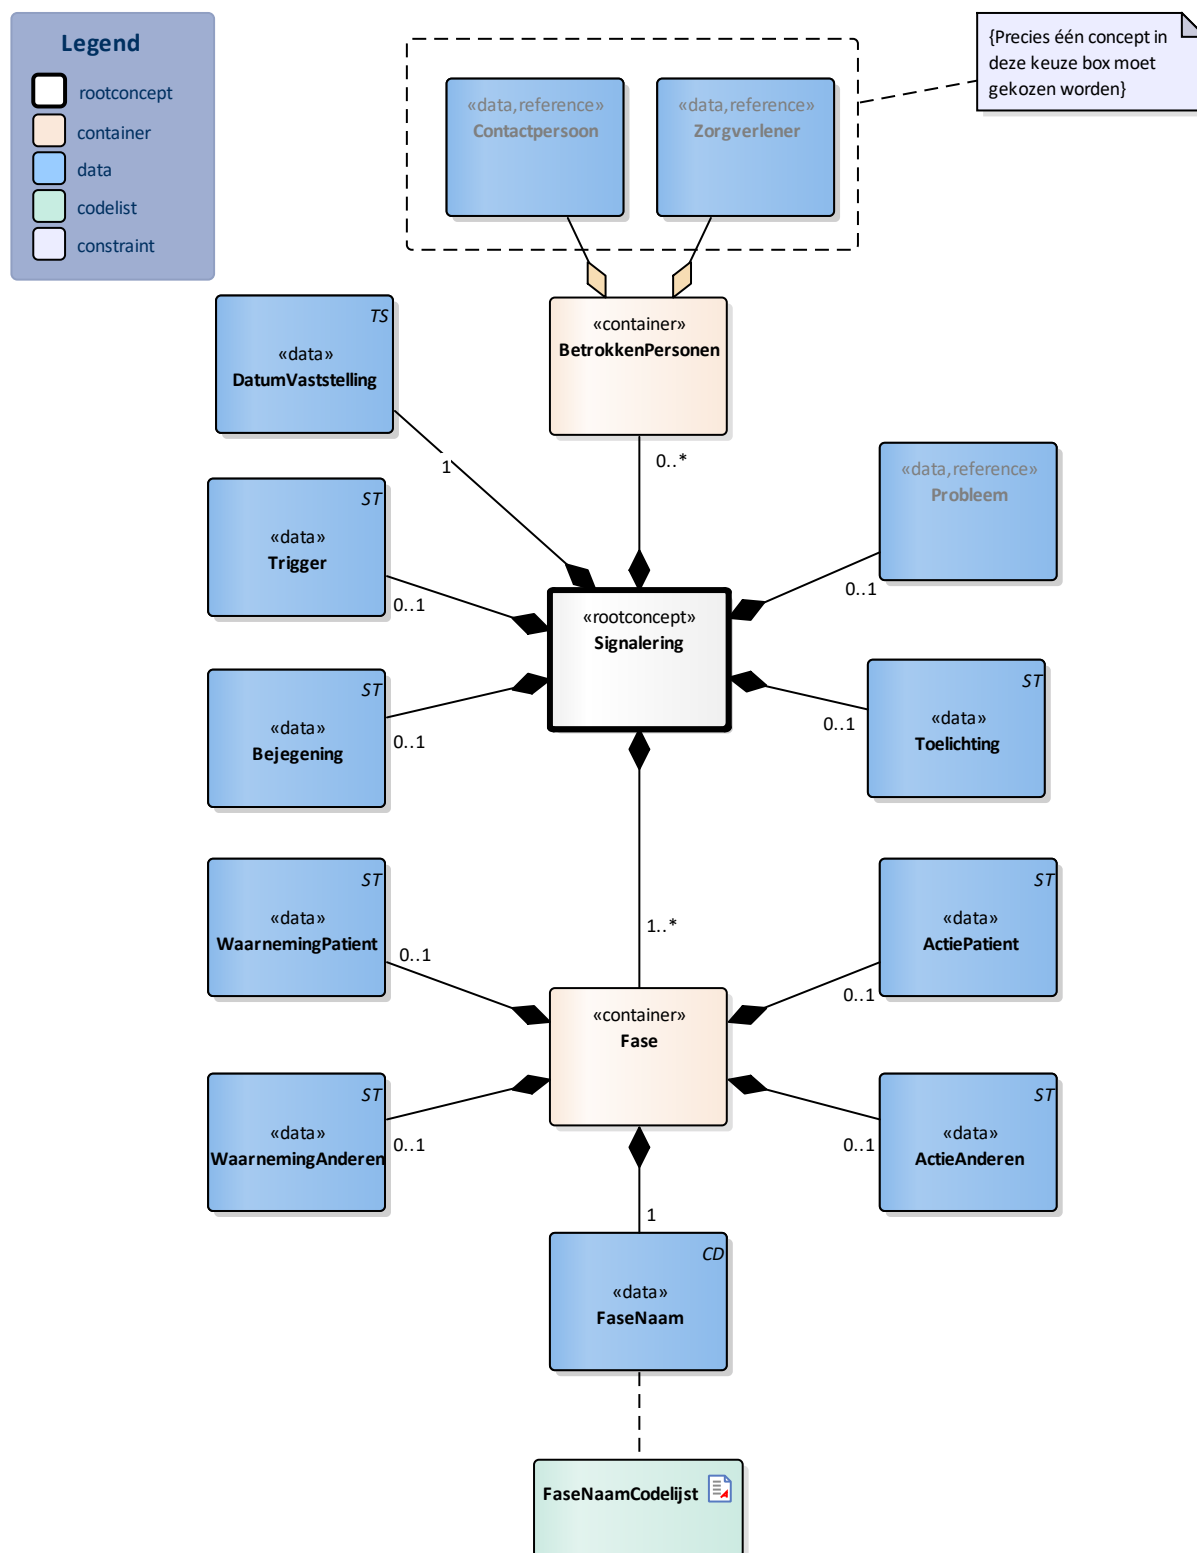 Legend
rootconcept
container
data
codelist
constraint
{Precies één concept in
deze keuze box moet
gekozen worden}
«data,reference»
Contactpersoon
«data,reference»
Zorgverlener
TS
«data»
DatumVaststelling
1
«container»
BetrokkenPersonen
0..*
«data,reference»
Probleem
0..1
ST
«data»
Trigger
0..1
«rootconcept»
Signalering
ST
«data»
Bejegening
0..1
ST
«data»
Toelichting
0..1
1..*
ST
«data»
WaarnemingPatient
0..1
ST
«data»
ActiePatient
0..1
«container»
Fase
ST
«data»
WaarnemingAnderen
0..1
ST
«data»
ActieAnderen
0..1
1
CD
«data»
FaseNaam
FaseNaamCodelijst